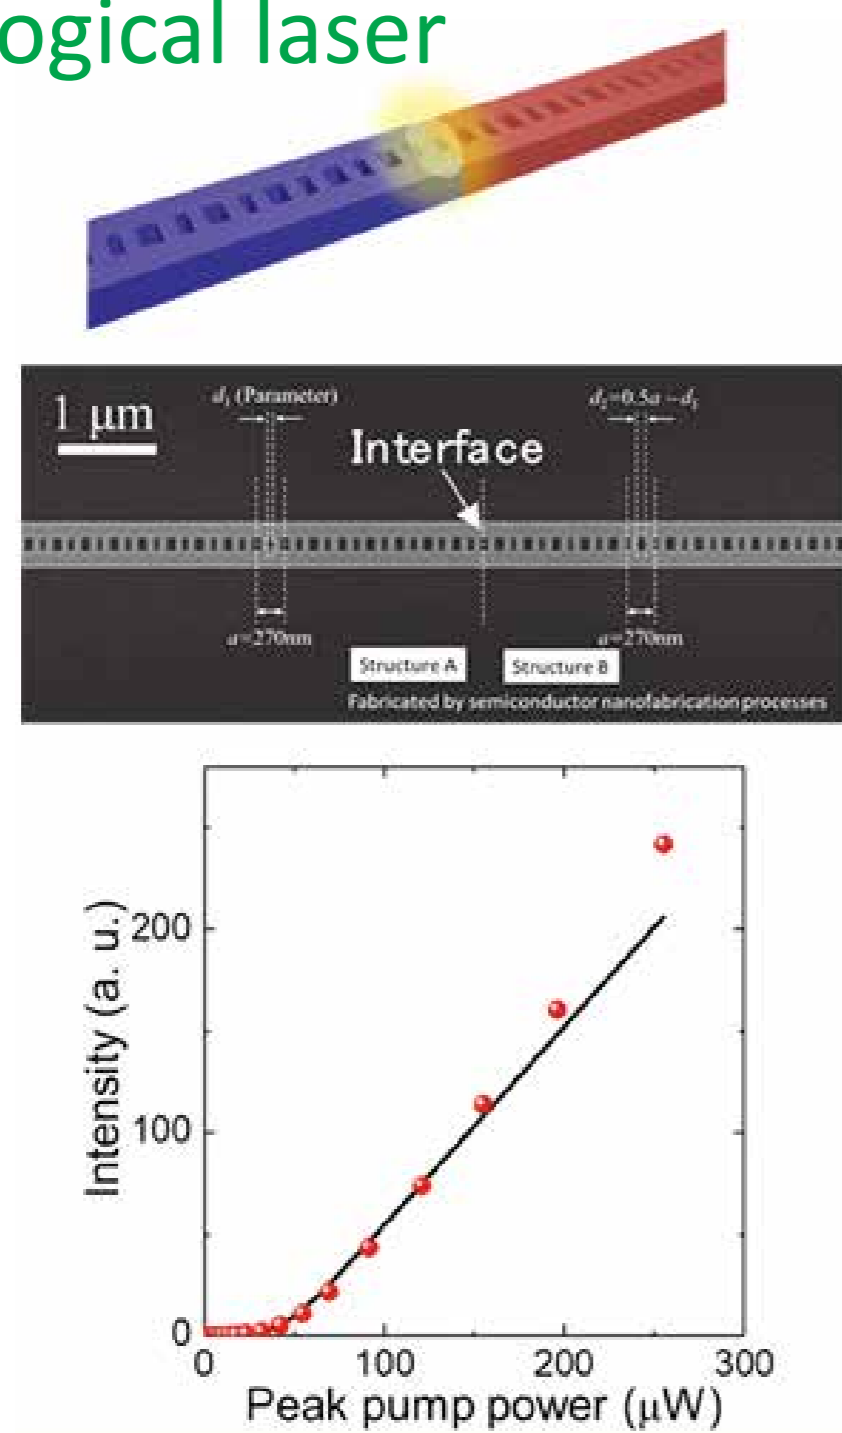 ogical laser
1 μm
d₁ (Parameter)
d₂=0.5a – d₁
Interface
a=270nm
a=270nm
Structure A
Structure B
Fabricated by semiconductor nanofabrication processes
Intensity (a. u.)
200
100
0
0
100
200
300
Peak pump power (μW)